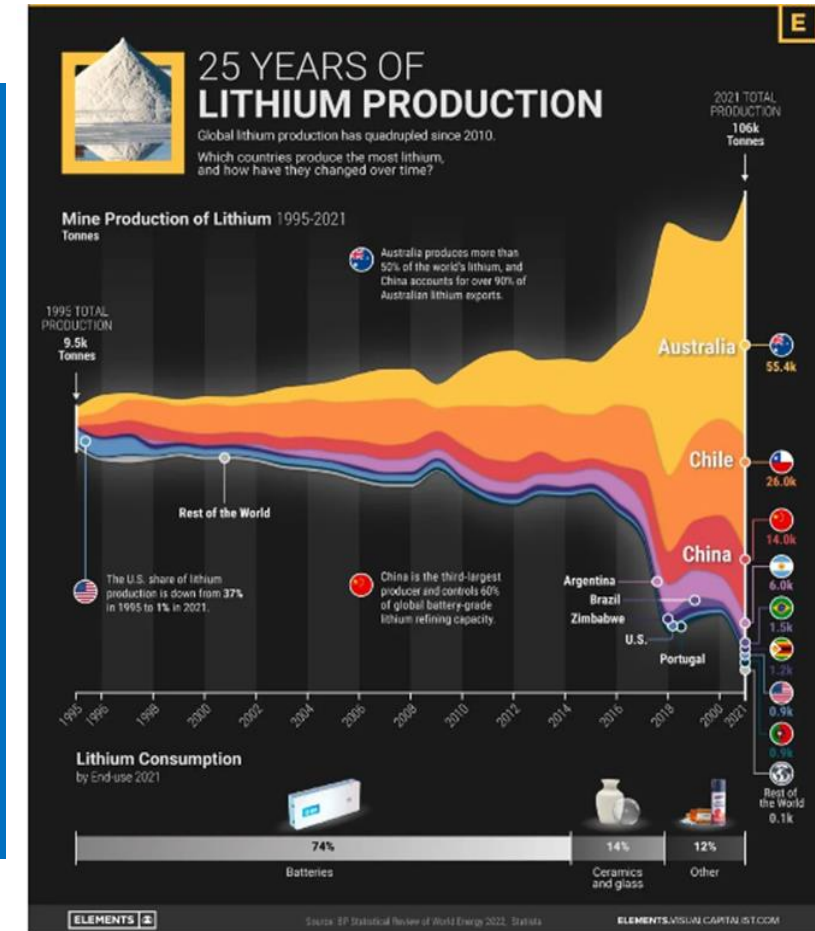 E
25 YEARS OF
LITHIUM PRODUCTION
Global lithium production has quadrupled since 2010.
Which countries produce the most lithium,
and how have they changed over time?
2021 TOTAL
PRODUCTION
106k
Tonnes
Mine Production of Lithium 1995-2021
Tonnes
Australia produces more than
50% of the world's lithium, and
China accounts for over 90% of
Australian lithium exports.
1995 TOTAL
PRODUCTION
9.5k
Tonnes
Australia
55.4k
Chile
26.0k
Rest of the World
China
14.0k
The U.S. share of lithium
production is down from 37%
in 1995 to 1% in 2021.
China is the third-largest
producer and controls 60%
of global battery-grade
lithium refining capacity.
Argentina
Brazil
Zimbabwe
U.S.
Portugal
6.0k
1.5k
1.2k
0.9k
0.9k
Rest of
the World
0.1k
1995 1996 1998 2000 2002 2004 2006 2008 2010 2012 2014 2016 2018 2000 2021
Lithium Consumption
by End-use 2021
74% 14% 12%
Batteries
Ceramics
and glass
Other
ELEMENTS
Source: BP Statistical Review of World Energy 2022, Statista
ELEMENTS.VISUALCAPITALIST.COM